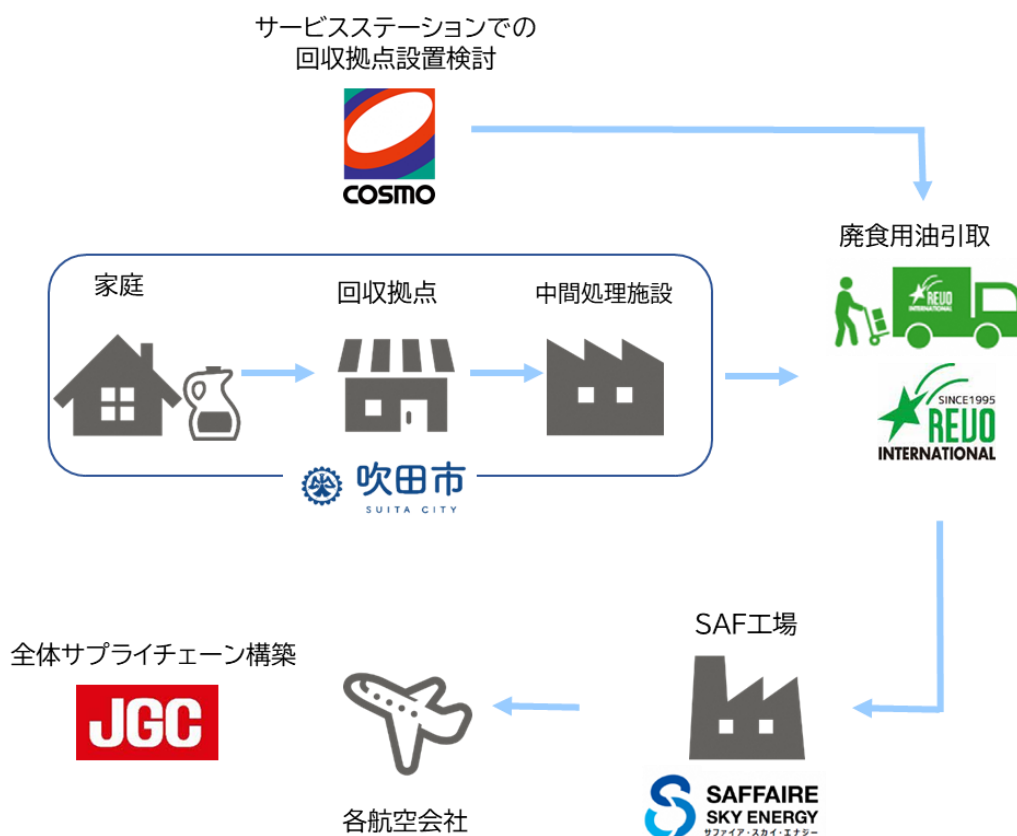 サービスステーションでの
回収拠点設置検討
COSMO
廃食用油引取
REVO
INTERNATIONAL
家庭
回収拠点
中間処理施設
SINCE1995
REVO
INTERNATIONAL
吹田市
SUITA CITY
SAF工場
全体サプライチェーン構築
JGC
各航空会社
SAFFAIRE
SKY ENERGY
サファイア・スカイ・エナジー